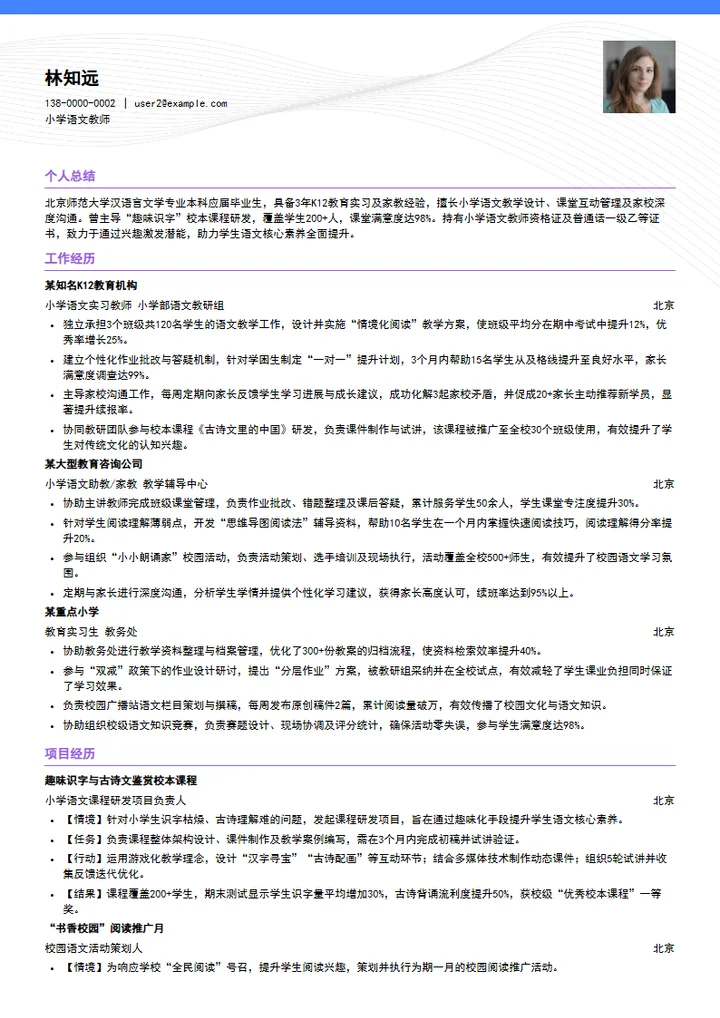 林知远
138-0000-0002 | user2@example.com
小学语文教师
个人总结
北京师范大学汉语言文学专业本科应届毕业生，具备3年K12教育实习及家教经验，擅长小学语文教学设计、课堂互动管理及家校深
度沟通。曾主导“趣味识字”校本课程研发，覆盖学生200+人，课堂满意度达98%。持有小学语文教师资格证及普通话一级乙等证
书，致力于通过兴趣激发潜能，助力学生语文核心素养全面提升。
工作经历
某知名K12教育机构
小学语文实习教师 小学部语文教研组 北京
• 独立承担3个班级共120名学生的语文教学工作，设计并实施“情境化阅读”教学方案，使班级平均分在期中考试中提升12%，优
秀率增长25%。
• 建立个性化作业批改与答疑机制，针对学困生制定“一对一”提升计划，3个月内帮助15名学生从及格线提升至良好水平，家长
满意度调查达99%。
• 主导家校沟通工作，每周定期向家长反馈学生学习进展与成长建议，成功化解3起家校矛盾，并促成20+家长主动推荐新学员，显
著提升续报率。
• 协同教研团队参与校本课程《古诗文里的中国》研发，负责课件制作与试讲，该课程被推广至全校30个班级使用，有效提升了学
生对传统文化的认知兴趣。
某大型教育咨询公司
小学语文助教/家教 教学辅导中心 北京
• 协助主讲教师完成班级课堂管理，负责作业批改、错题整理及课后答疑，累计服务学生50余人，学生课堂专注度提升30%。
• 针对学生阅读理解薄弱点，开发“思维导图阅读法”辅导资料，帮助10名学生在一个月内掌握快速阅读技巧，阅读理解得分率提
升20%。
• 参与组织“小小朗诵家”校园活动，负责活动策划、选手培训及现场执行，活动覆盖全校500+师生，有效提升了校园语文学习氛
围。
• 定期与家长进行深度沟通，分析学生学情并提供个性化学习建议，获得家长高度认可，续班率达到95%以上。
某重点小学
教育实习生 教务处 北京
• 协助教务处进行教学资料整理与档案管理，优化了300+份教案的归档流程，使资料检索效率提升40%。
• 参与“双减”政策下的作业设计研讨，提出“分层作业”方案，被教研组采纳并在全校试点，有效减轻了学生课业负担同时保证
了学习效果。
• 负责校园广播站语文栏目策划与撰稿，每周发布原创稿件2篇，累计阅读量破万，有效传播了校园文化与语文知识。
• 协助组织校级语文知识竞赛，负责赛题设计、现场协调及评分统计，确保活动零失误，参与学生满意度达98%。
项目经历
趣味识字与古诗文鉴赏校本课程
小学语文课程研发项目负责人 北京
• 【情境】针对小学生识字枯燥、古诗理解难的问题，发起课程研发项目，旨在通过趣味化手段提升学生语文核心素养。
• 【任务】负责课程整体架构设计、课件制作及教学案例编写，需在3个月内完成初稿并试讲验证。
• 【行动】运用游戏化教学理念，设计“汉字寻宝”“古诗配画”等互动环节；结合多媒体技术制作动态课件；组织5轮试讲并收
集反馈迭代优化。
• 【结果】课程覆盖200+学生，期末测试显示学生识字量平均增加30%，古诗背诵流利度提升50%，获校级“优秀校本课程”一等
奖。
“书香校园”阅读推广月
校园语文活动策划人 北京
• 【情境】为响应学校“全民阅读”号召，提升学生阅读兴趣，策划并执行为期一月的校园阅读推广活动。